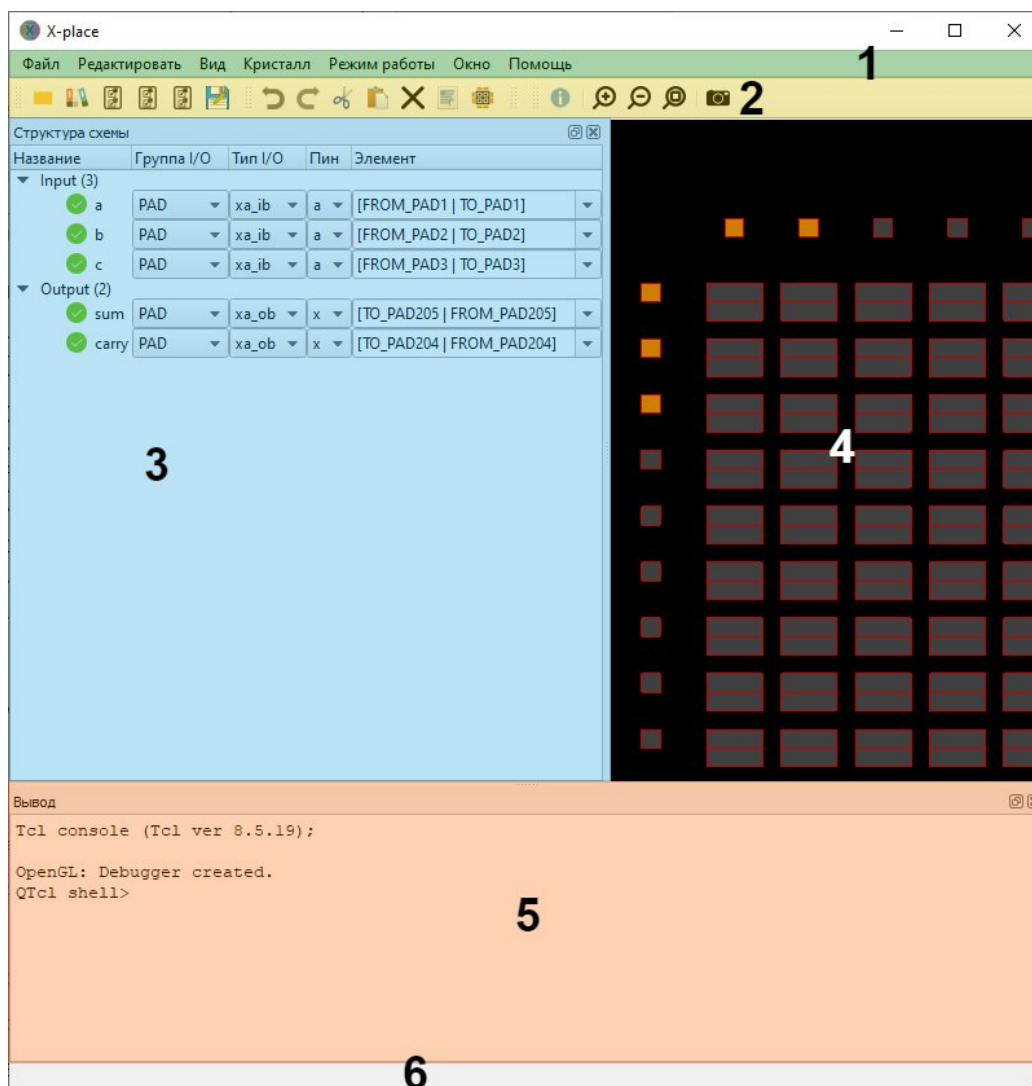 X-place
Файл Редактировать Вид Кристалл Режим работы Окно Помощь
1
2
Структура схемы
Название Группа I/O Тип I/O Пин Элемент
Input (3)
a PAD xa_ib a [FROM_PAD1 | TO_PAD1]
b PAD xa_ib a [FROM_PAD2 | TO_PAD2]
c PAD xa_ib a [FROM_PAD3 | TO_PAD3]
Output (2)
sum PAD xa_ob x [TO_PAD205 | FROM_PAD205]
carry PAD xa_ob x [TO_PAD204 | FROM_PAD204]
3
4
Вывод
Tcl console (Tcl ver 8.5.19);
OpenGL: Debugger created.
QTcl shell>
5
6